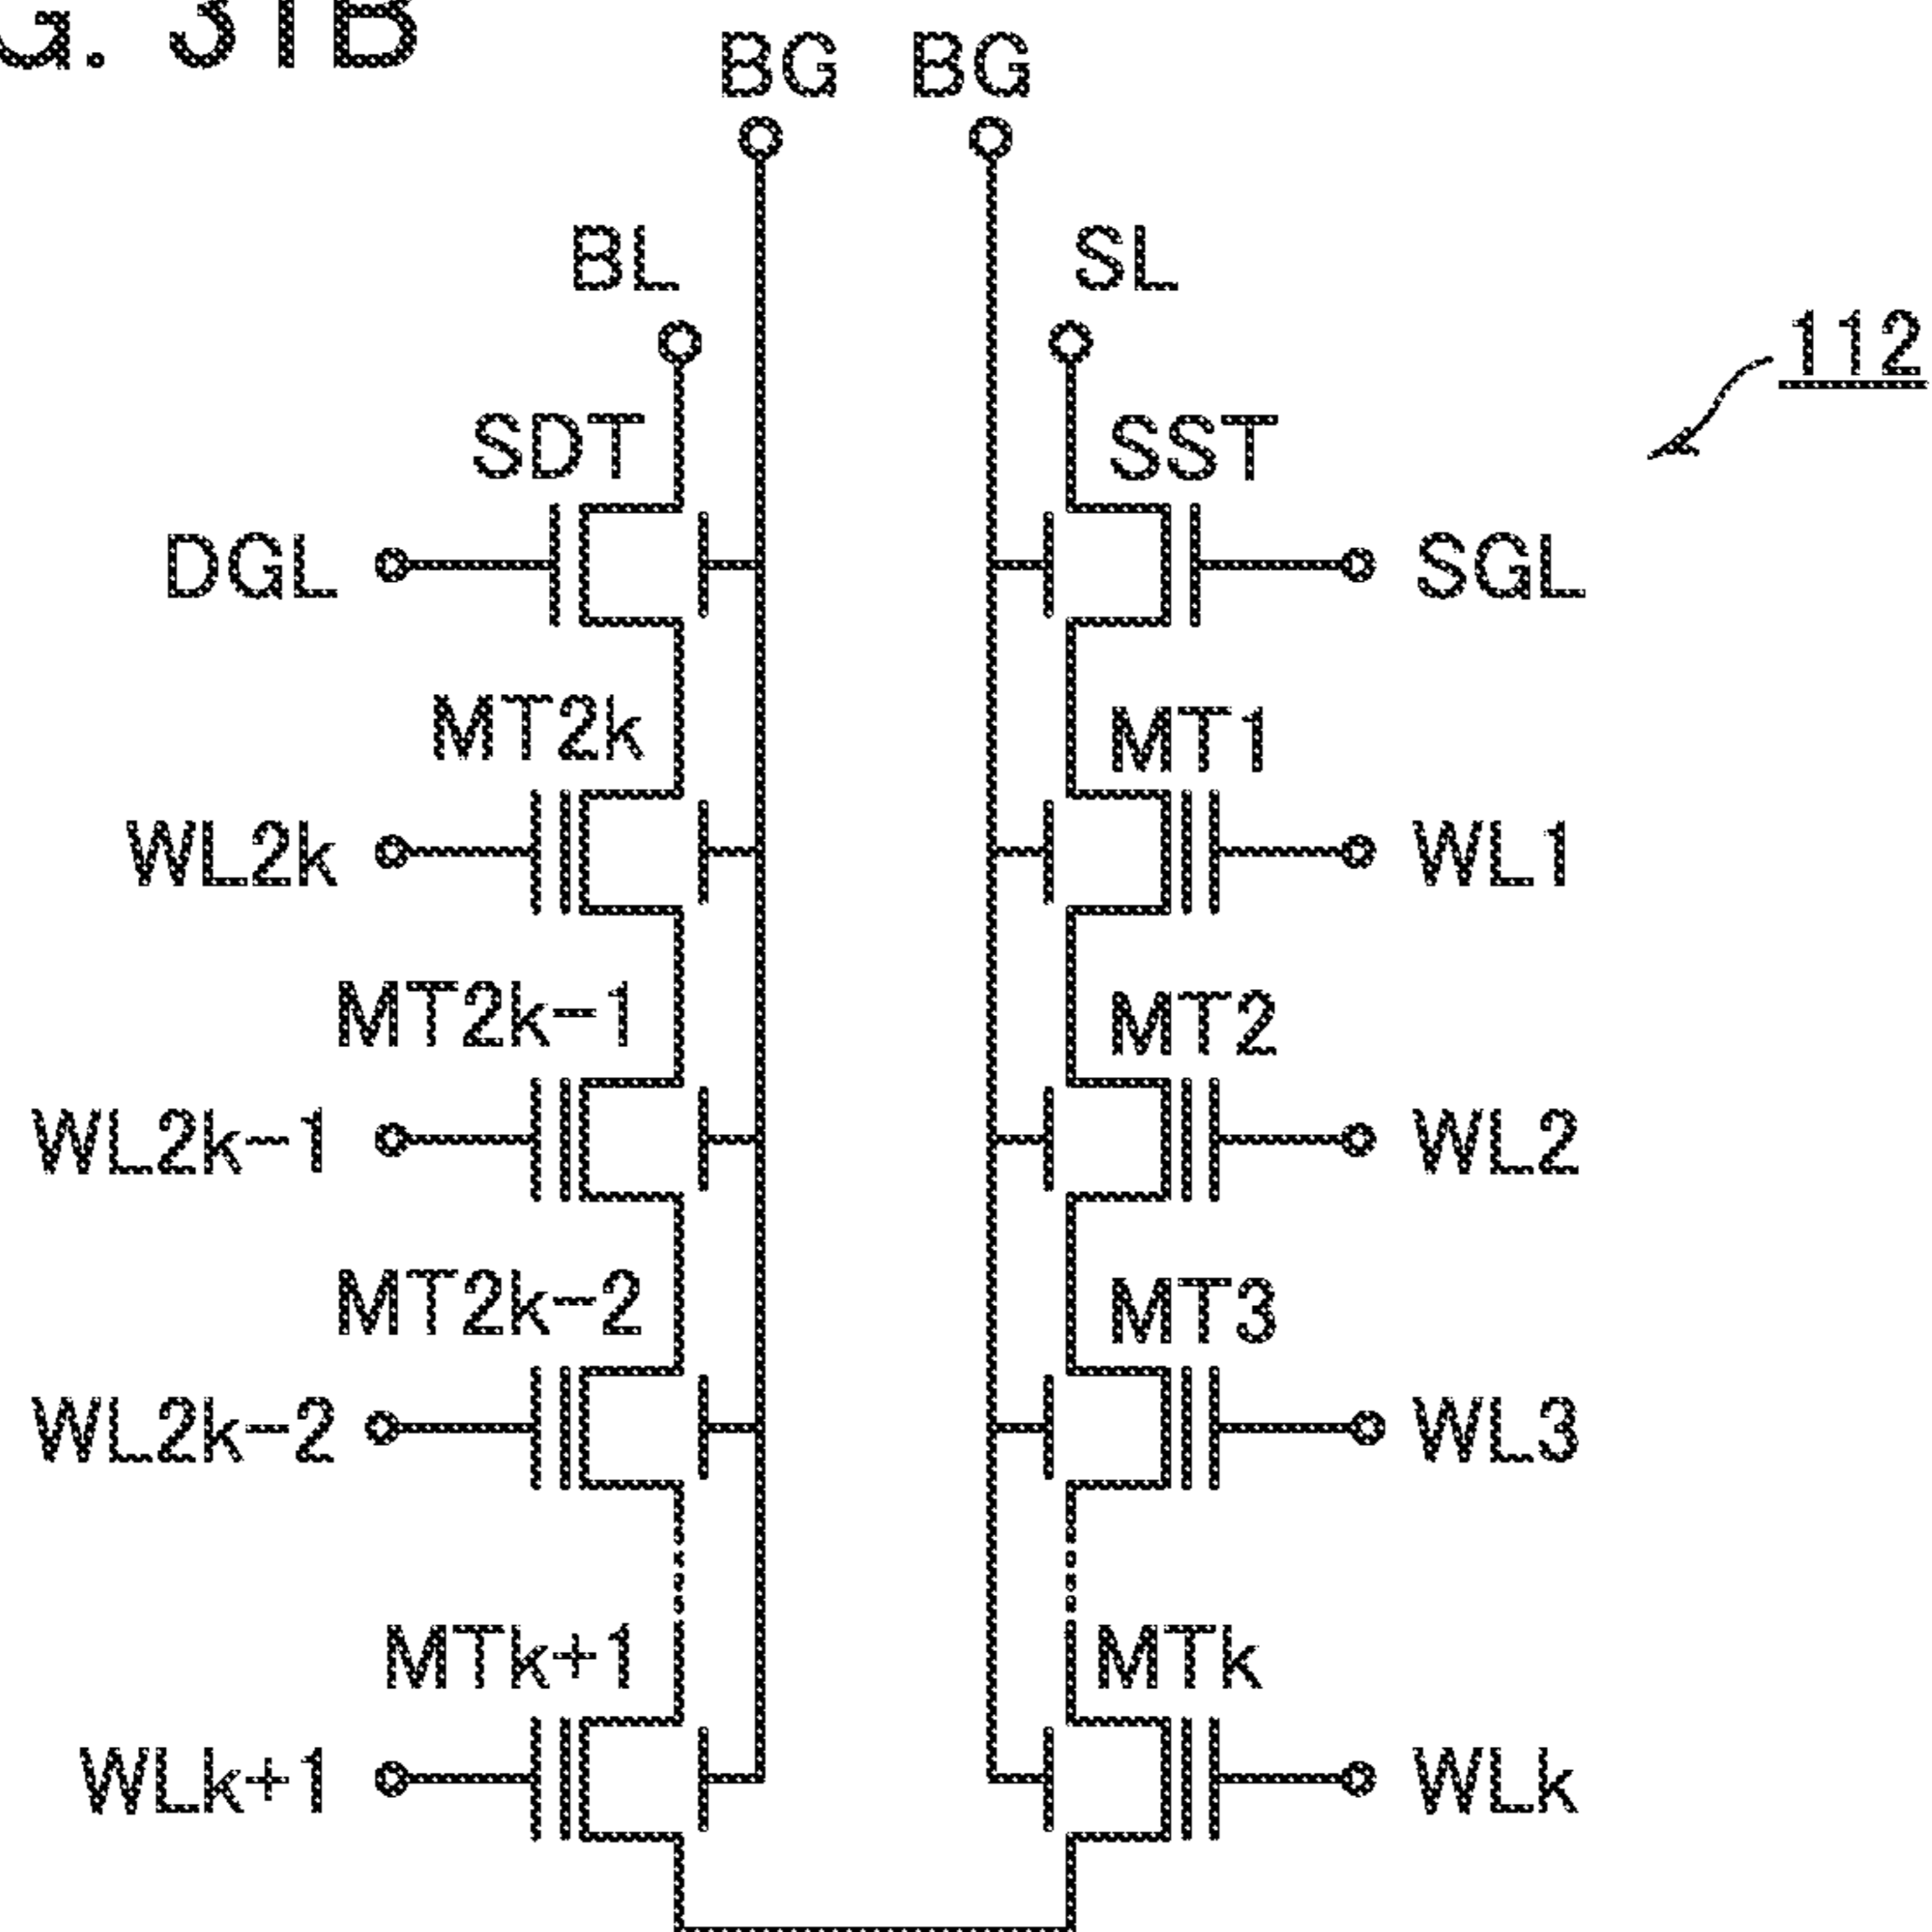 G. 31B
BG BG
BL SL
112
SDT SST
DGL SGL
MT2k MT1
WL2k WL1
MT2k-1 MT2
WL2k-1 WL2
MT2k-2 MT3
WL2k-2 WL3
MTk+1 MTk
WLk+1 WLk